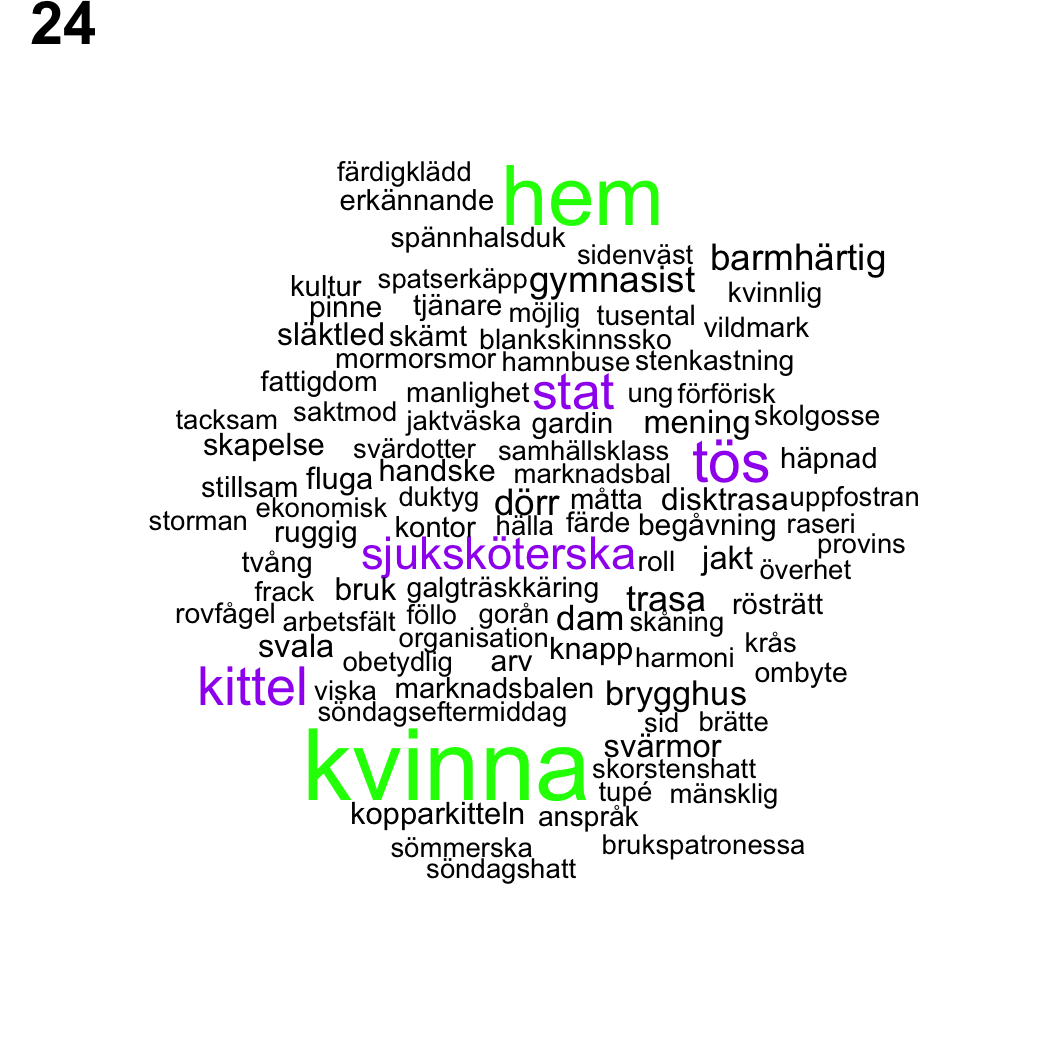 24
färdigklädd
erkännande hem
spännhalsduk
sidenväst barmhärtig
kultur spatserkäpp gymnasist kvinnlig
pinne tjänare möjlig tusental
släktled skämt blankskinnssko vildmark
mormorsmor hamnbuse stenkastning
fattigdom manlighet stat ung förförisk
tacksam saktmod jaktväska gardin mening skolgosse
skapelse svärdotter samhällsklass tös häpnad
stillsam fluga handske marknadsbal
ekonomisk duktyg dörr måtta disktrasa uppfostran
storman ruggig kontor hälla färde begåvning raseri
tvång sjuksköterska roll jakt överhet provins
frack bruk galgträskkäring trasa rösträtt
rovfågel arbetsfält föllo gorån dam skåning
svala organisation knapp harmoni krås
obetydlig arv ombyte
kittel viska marknadsbalen brygghus
söndagseftermiddag sid brätte
kvinna svärmor
skorstenshatt
tupé mänsklig
kopparkitteln anspråk
sömmerska brukspatronessa
söndagshatt